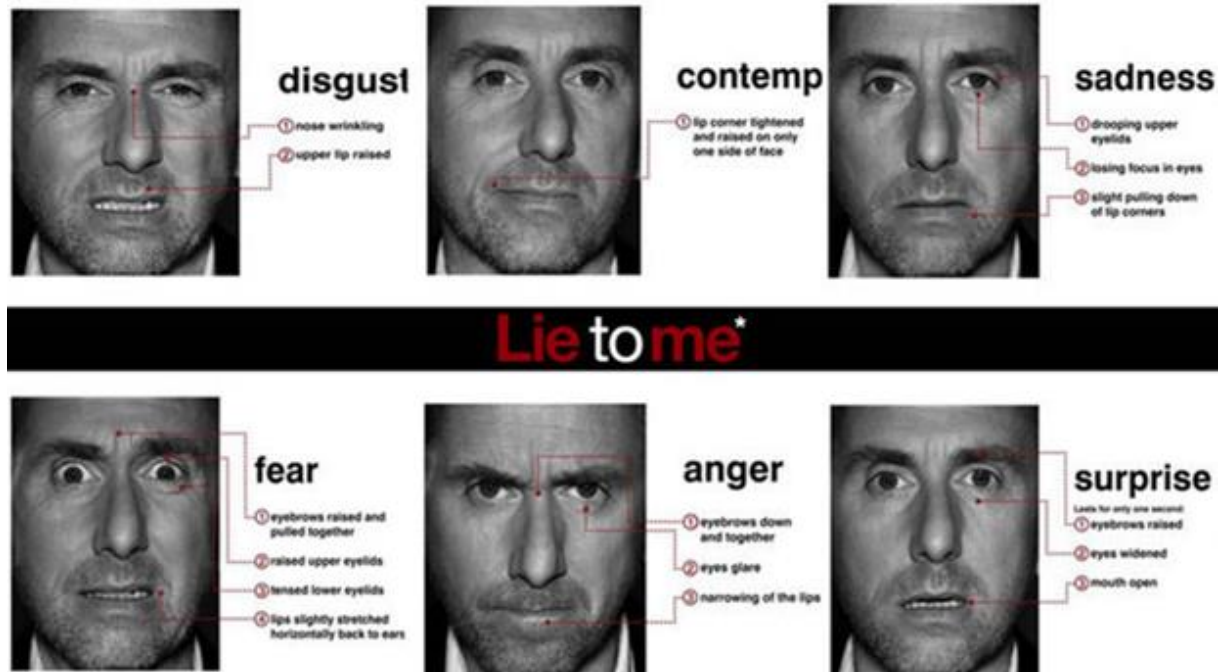 disgust
① nose wrinkling
② upper lip raised
contemp
① lip corner tightened
and raised on only
one side of face
sadness
① drooping upper
eyelids
② losing focus in eyes
③ slight pulling down
of lip corners
Lie to me*
fear
① eyebrows raised and
pulled together
② raised upper eyelids
③ tensed lower eyelids
④ lips slightly stretched
horizontally back to ears
anger
① eyebrows down
and together
② eyes glare
③ narrowing of the lips
surprise
Lasts for only one second:
① eyebrows raised
② eyes widened
③ mouth open